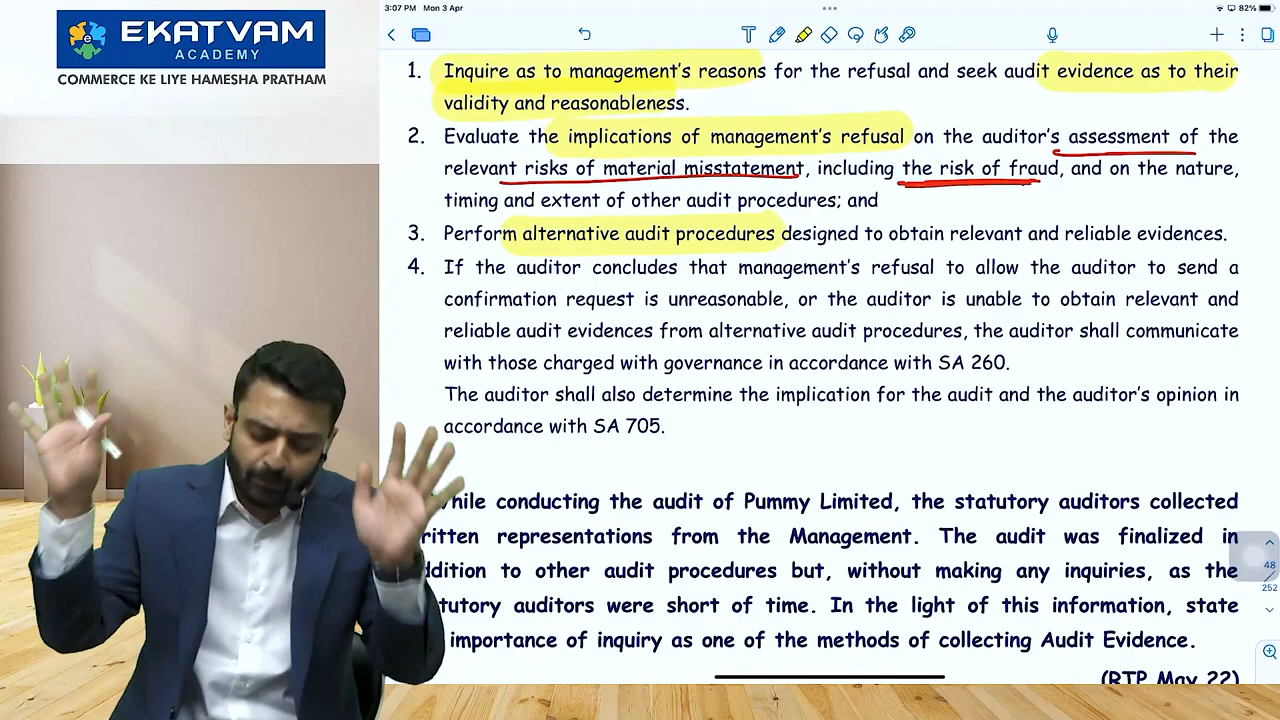 3:07 PM Mon 3 Apr
82%
EKATVAM
ACADEMY
COMMERCE KE LIYE HAMESHA PRATHAM
1. Inquire as to management's reasons for the refusal and seek audit evidence as to their
validity and reasonableness.
2. Evaluate the implications of management's refusal on the auditor's assessment of the
relevant risks of material misstatement, including the risk of fraud, and on the nature,
timing and extent of other audit procedures; and
3. Perform alternative audit procedures designed to obtain relevant and reliable evidences.
4. If the auditor concludes that management's refusal to allow the auditor to send a
confirmation request is unreasonable, or the auditor is unable to obtain relevant and
reliable audit evidences from alternative audit procedures, the auditor shall communicate
with those charged with governance in accordance with SA 260.
The auditor shall also determine the implication for the audit and the auditor's opinion in
accordance with SA 705.
hile conducting the audit of Pummy Limited, the statutory auditors collected
ritten representations from the Management. The audit was finalized in
ddition to other audit procedures but, without making any inquiries, as the
tutory auditors were short of time. In the light of this information, state
importance of inquiry as one of the methods of collecting Audit Evidence.
(RTP May 22)
48
252